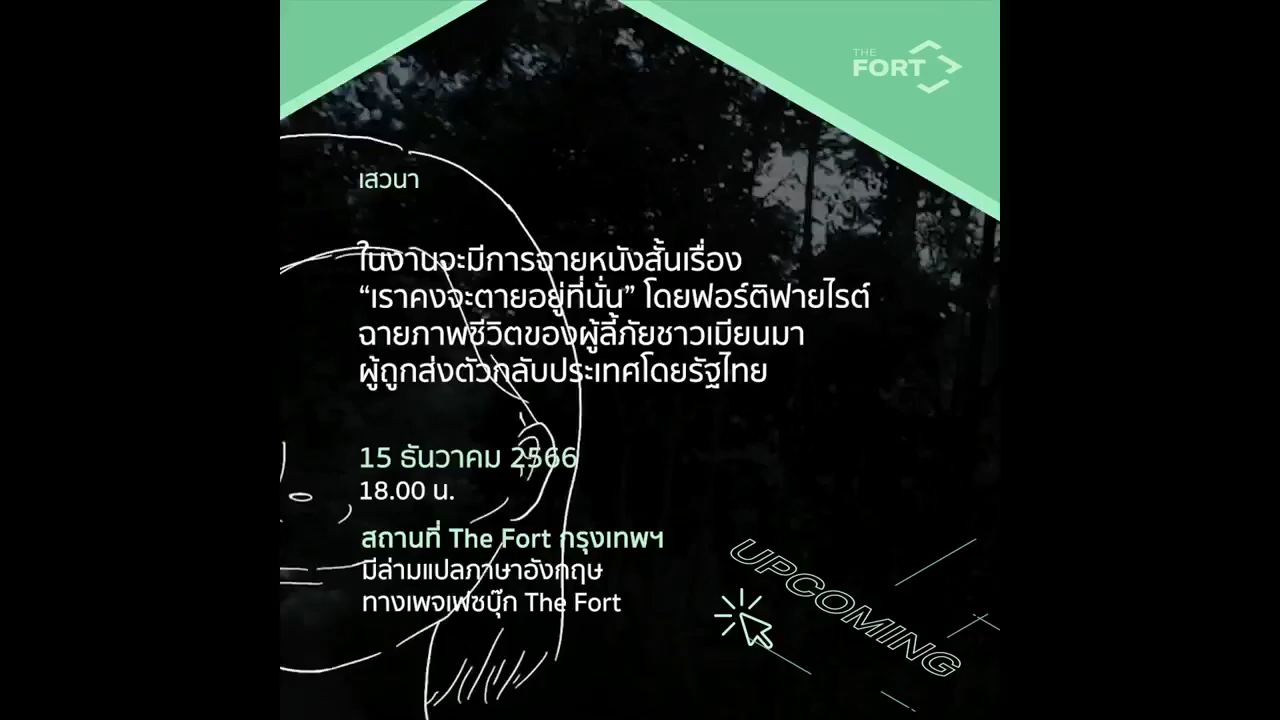 THE
FORT
เสวนา
ในงานจะมีการฉายหนังสั้นเรื่อง
“เราคงจะตายอยู่ที่นั่น” โดยฟอร์ติฟายไรต์
ฉายภาพชีวิตของผู้ลี้ภัยชาวเมียนมา
ผู้ถูกส่งตัวกลับประเทศโดยรัฐไทย
15 ธันวาคม 2566
18.00 น.
สถานที่ The Fort กรุงเทพฯ
มีล่ามแปลภาษาอังกฤษ
ทางเพจเฟซบุ๊ก The Fort
UPCOMING